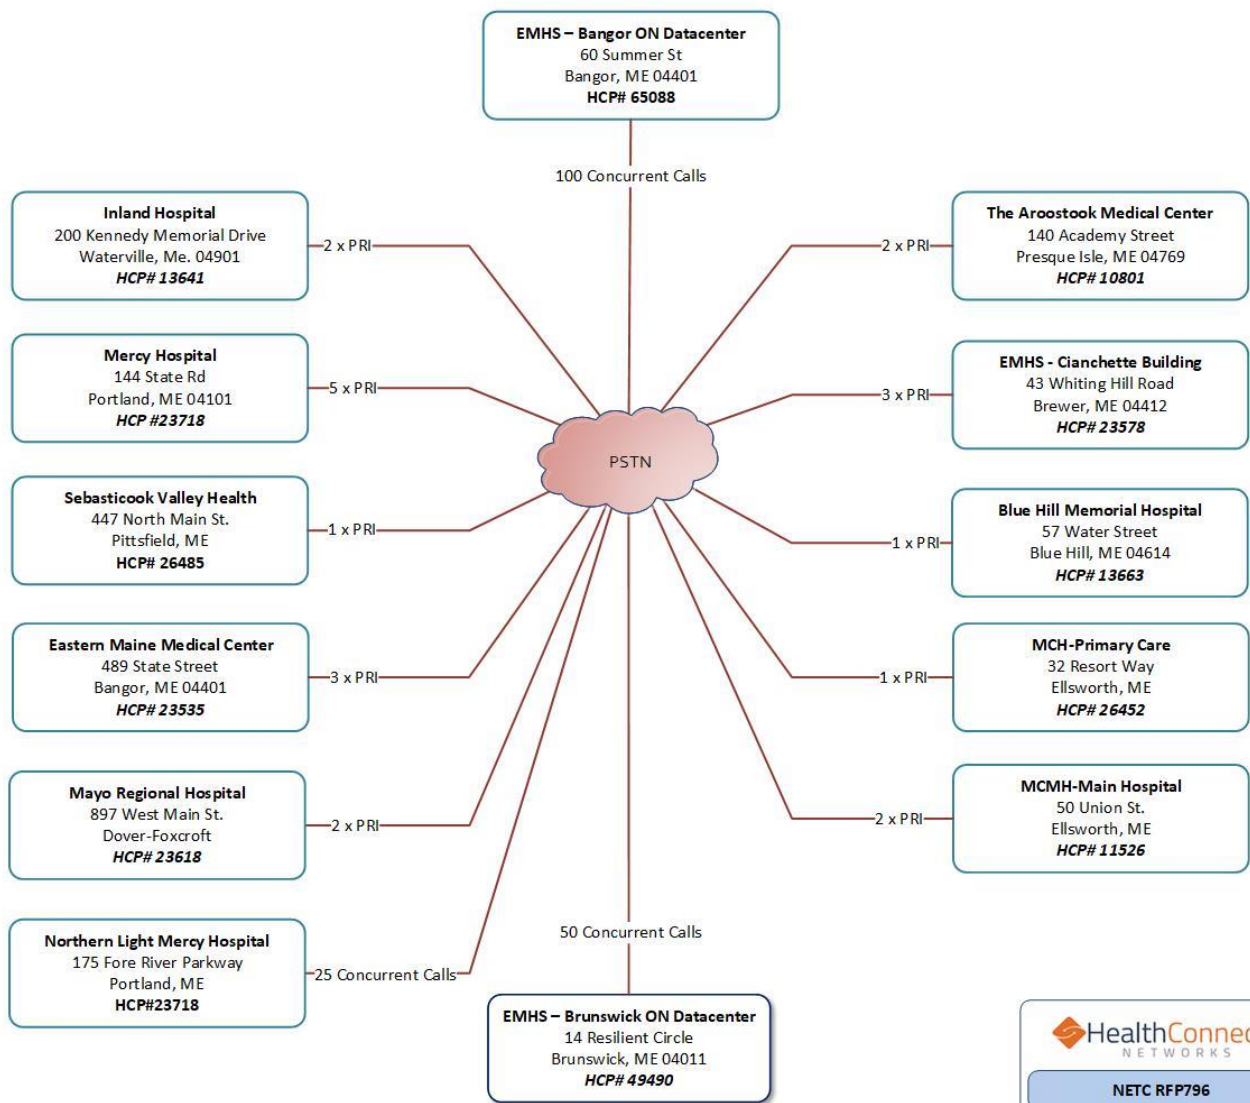 EMHS – Bangor ON Datacenter
60 Summer St
Bangor, ME 04401
HCP# 65088
100 Concurrent Calls
Inland Hospital
200 Kennedy Memorial Drive
Waterville, Me. 04901
HCP# 13641
2 x PRI
Mercy Hospital
144 State Rd
Portland, ME 04101
HCP #23718
5 x PRI
Sebasticook Valley Health
447 North Main St.
Pittsfield, ME
HCP# 26485
1 x PRI
Eastern Maine Medical Center
489 State Street
Bangor, ME 04401
HCP# 23535
3 x PRI
Mayo Regional Hospital
897 West Main St.
Dover-Foxcroft
HCP# 23618
2 x PRI
Northern Light Mercy Hospital
175 Fore River Parkway
Portland, ME
HCP#23718
25 Concurrent Calls
PSTN
The Aroostook Medical Center
140 Academy Street
Presque Isle, ME 04769
HCP# 10801
2 x PRI
EMHS - Cianchette Building
43 Whiting Hill Road
Brewer, ME 04412
HCP# 23578
3 x PRI
Blue Hill Memorial Hospital
57 Water Street
Blue Hill, ME 04614
HCP# 13663
1 x PRI
MCH-Primary Care
32 Resort Way
Ellsworth, ME
HCP# 26452
1 x PRI
MCMH-Main Hospital
50 Union St.
Ellsworth, ME
HCP# 11526
2 x PRI
50 Concurrent Calls
EMHS – Brunswick ON Datacenter
14 Resilient Circle
Brunswick, ME 04011
HCP# 49490
HealthConnec
NETWORKS
NETC RFP796